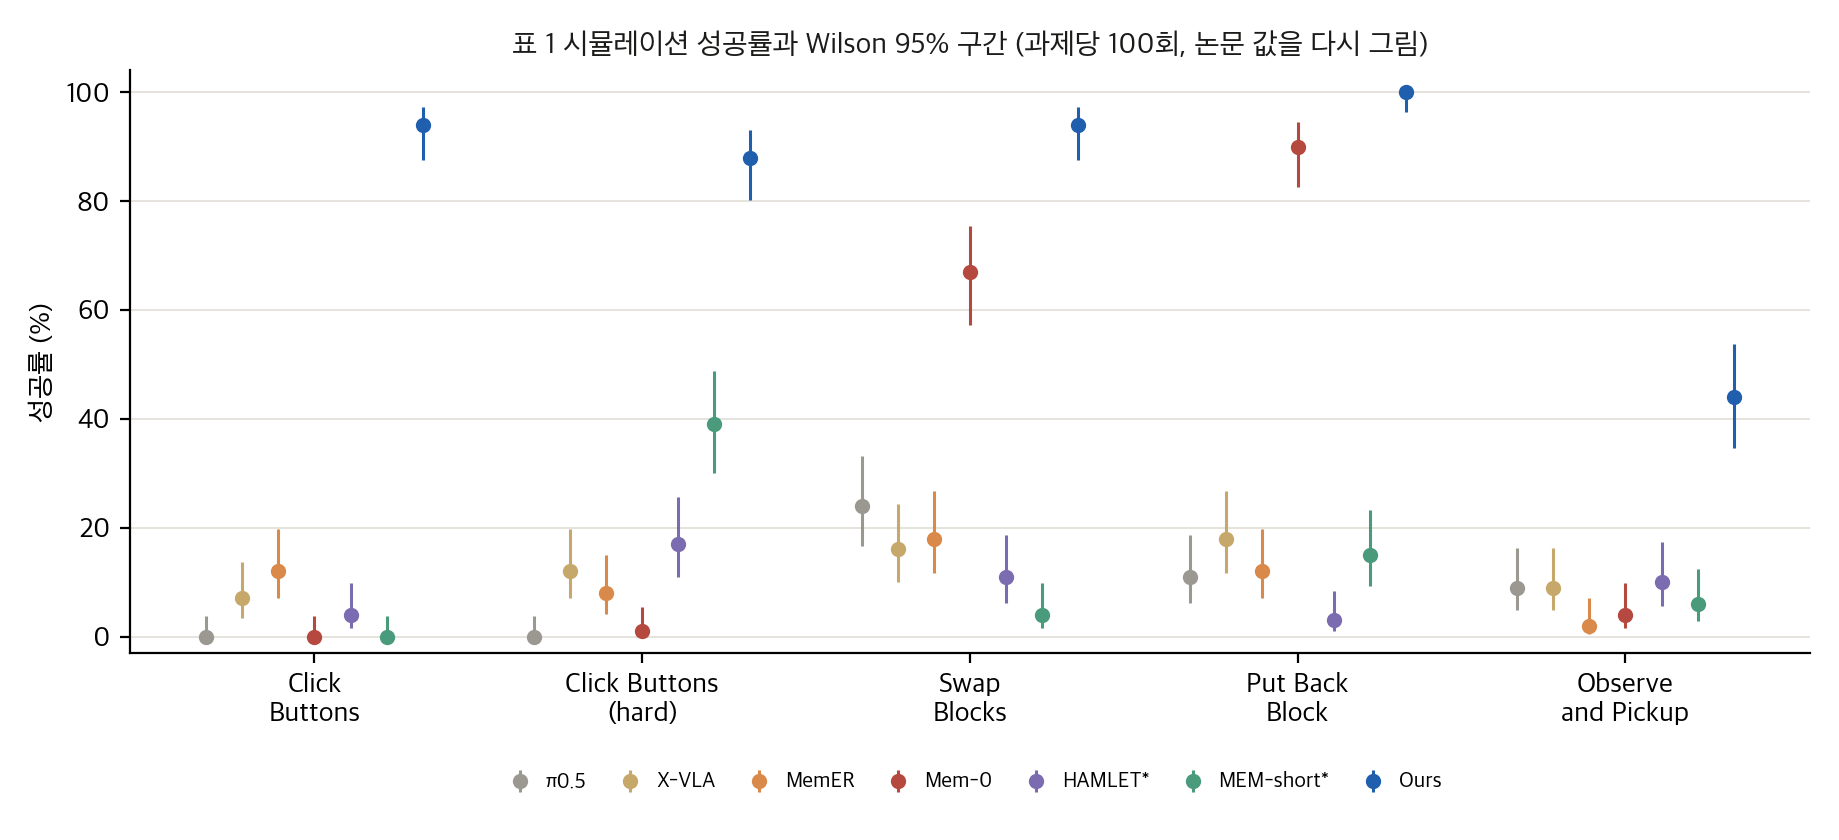 표 1 시뮬레이션 성공률과 Wilson 95% 구간 (과제당 100회, 논문 값을 다시 그림)
성공률 (%)
100
80
60
40
20
0
Click
Buttons
Click Buttons
(hard)
Swap
Blocks
Put Back
Block
Observe
and Pickup
π0.5
X-VLA
MemER
Mem-0
HAMLET*
MEM-short*
Ours